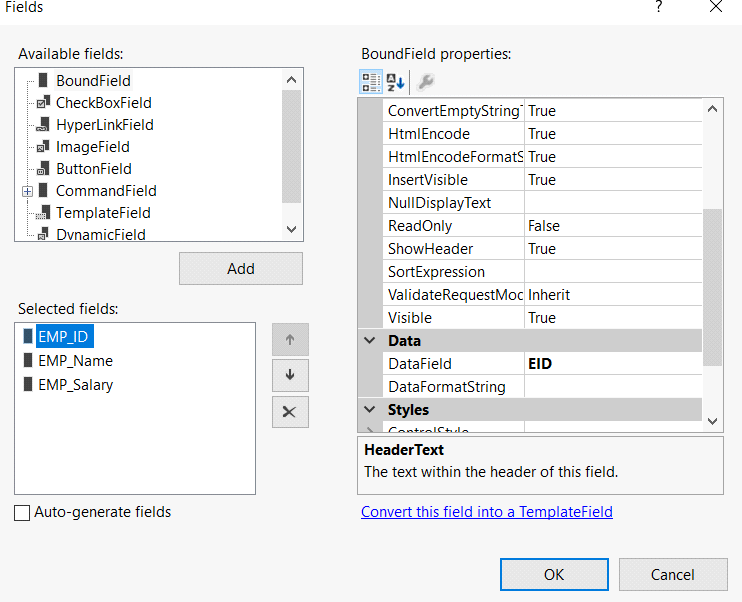 Fields
?
Available fields:
BoundField
CheckBoxField
HyperLinkField
ImageField
ButtonField
CommandField
TemplateField
DynamicField
Add
Selected fields:
EMP_ID
EMP_Name
EMP_Salary
Auto-generate fields
BoundField properties:
ConvertEmptyString True
HtmlEncode True
HtmlEncodeFormatS True
InsertVisible True
NullDisplayText
ReadOnly False
ShowHeader True
SortExpression
ValidateRequestMod Inherit
Visible True
Data
DataField EID
DataFormatString
Styles
ControlStyle
HeaderText
The text within the header of this field.
Convert this field into a TemplateField
OK Cancel